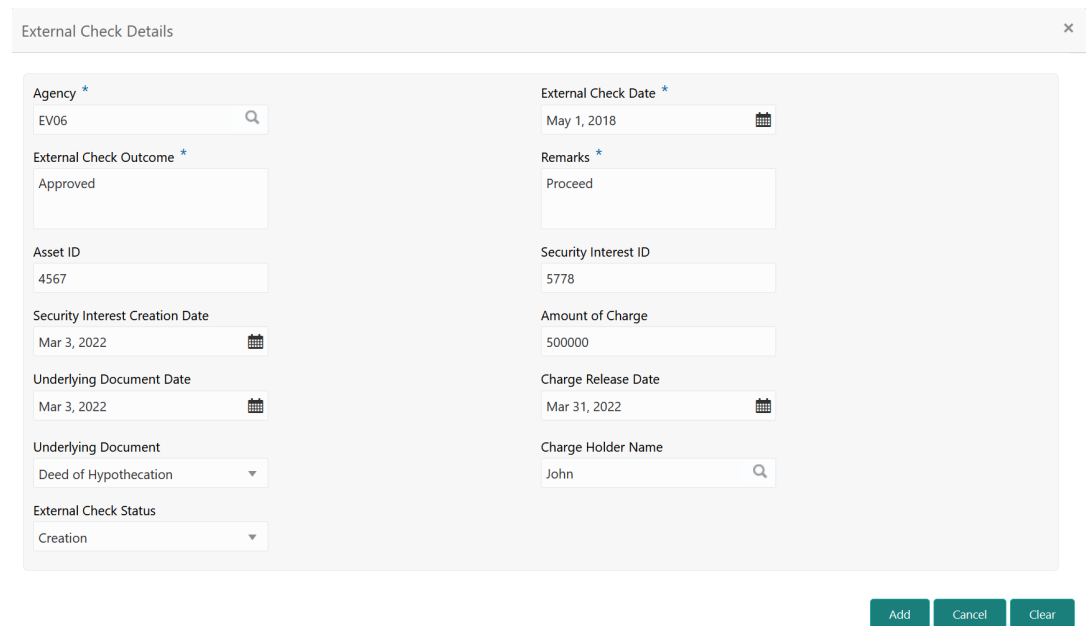 External Check Details ×
Agency * External Check Date *
EV06 May 1, 2018
External Check Outcome * Remarks *
Approved Proceed
Asset ID Security Interest ID
4567 5778
Security Interest Creation Date Amount of Charge
Mar 3, 2022 500000
Underlying Document Date Charge Release Date
Mar 3, 2022 Mar 31, 2022
Underlying Document Charge Holder Name
Deed of Hypothecation John
External Check Status
Creation
Add Cancel Clear